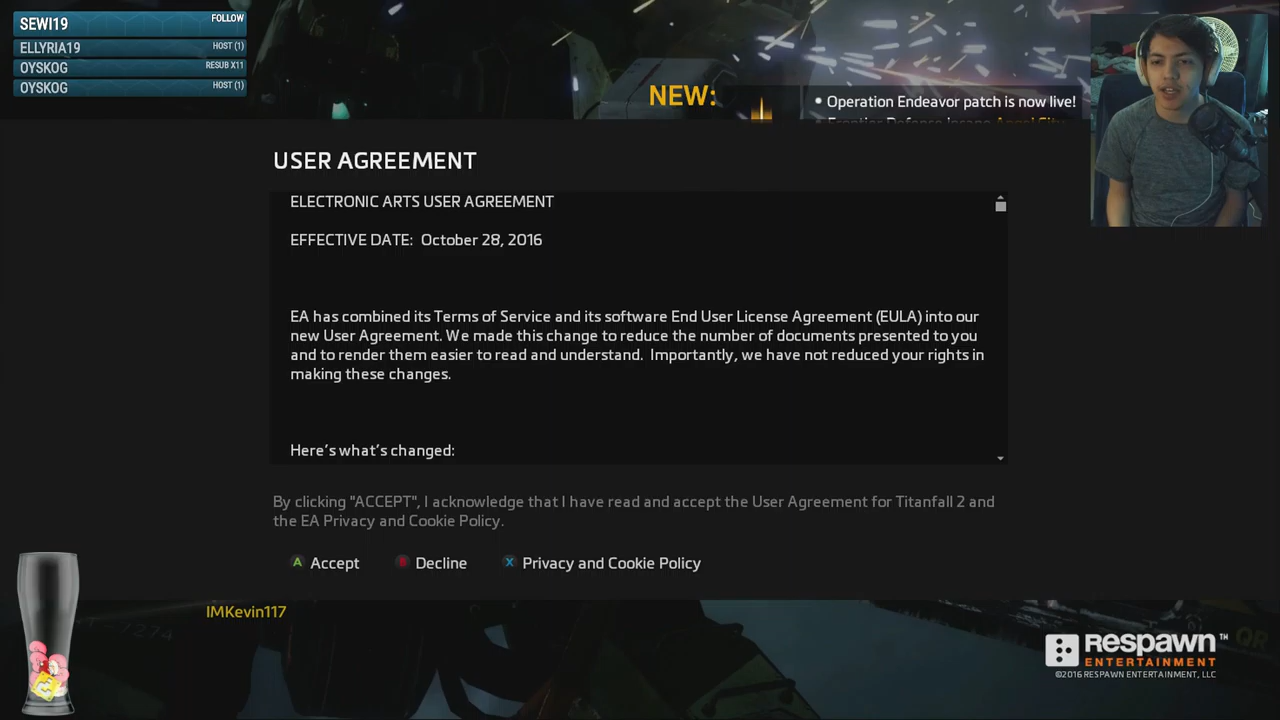 SEWI19 FOLLOW
ELLYRIA19 HOST (1)
OYSKOG RESUB X11
OYSKOG HOST (1)
NEW:
• Operation Endeavor patch is now live!
USER AGREEMENT
ELECTRONIC ARTS USER AGREEMENT
EFFECTIVE DATE:  October 28, 2016
EA has combined its Terms of Service and its software End User License Agreement (EULA) into our
new User Agreement. We made this change to reduce the number of documents presented to you
and to render them easier to read and understand.  Importantly, we have not reduced your rights in
making these changes.
Here's what's changed:
By clicking "ACCEPT", I acknowledge that I have read and accept the User Agreement for Titanfall 2 and
the EA Privacy and Cookie Policy.
A Accept B Decline X Privacy and Cookie Policy
IMKevin117
Respawn™
ENTERTAINMENT
©2016 RESPAWN ENTERTAINMENT, LLC